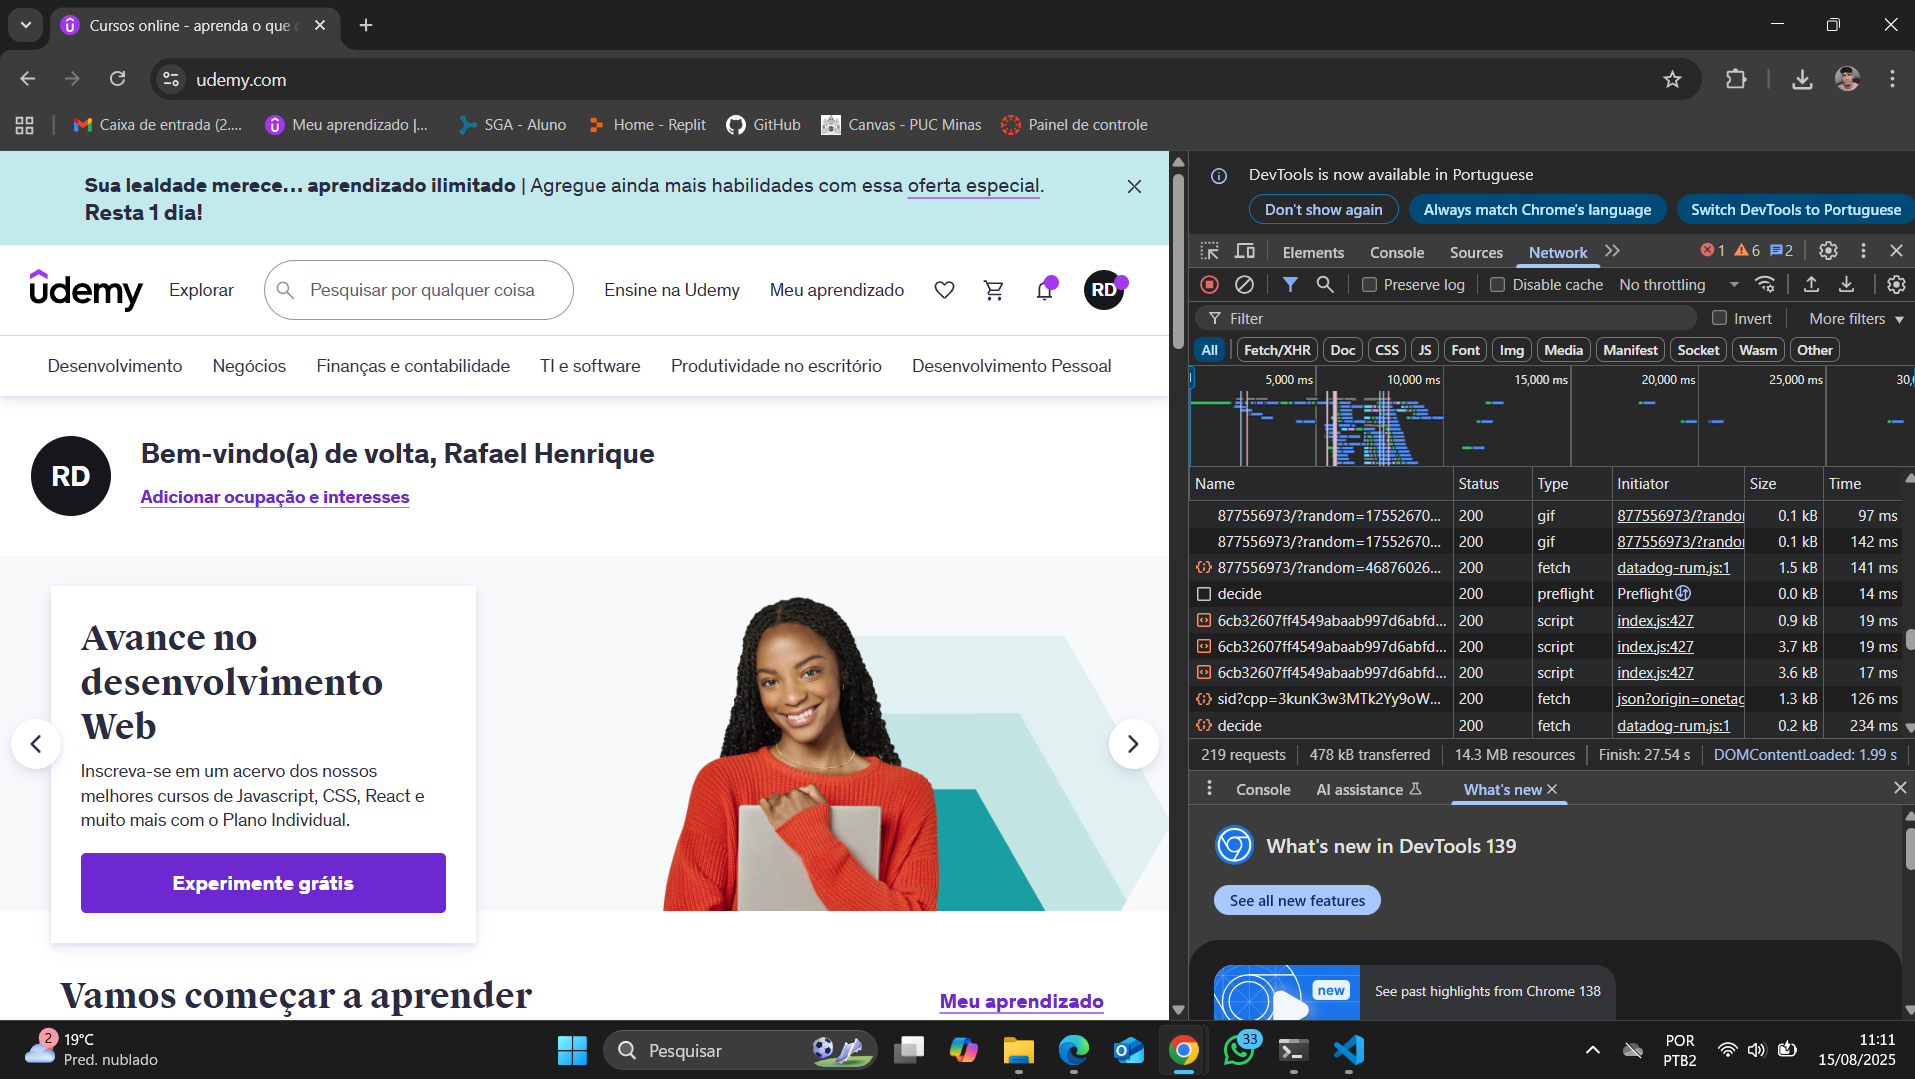 Cursos online - aprenda o que
udemy.com
Caixa de entrada (2....
Meu aprendizado |...
SGA - Aluno
Home - Replit
GitHub
Canvas - PUC Minas
Painel de controle
Sua lealdade merece… aprendizado ilimitado | Agregue ainda mais habilidades com essa oferta especial.
Resta 1 dia!
udemy
Explorar
Pesquisar por qualquer coisa
Ensine na Udemy
Meu aprendizado
RD
Desenvolvimento
Negócios
Finanças e contabilidade
TI e software
Produtividade no escritório
Desenvolvimento Pessoal
RD
Bem-vindo(a) de volta, Rafael Henrique
Adicionar ocupação e interesses
Avance no
desenvolvimento
Web
Inscreva-se em um acervo dos nossos
melhores cursos de Javascript, CSS, React e
muito mais com o Plano Individual.
Experimente grátis
Vamos começar a aprender
Meu aprendizado
DevTools is now available in Portuguese
Don't show again
Always match Chrome's language
Switch DevTools to Portuguese
Elements
Console
Sources
Network
1
6
2
Preserve log
Disable cache
No throttling
Filter
Invert
More filters
All
Fetch/XHR
Doc
CSS
JS
Font
Img
Media
Manifest
Socket
Wasm
Other
5,000 ms
10,000 ms
15,000 ms
20,000 ms
25,000 ms
30,
Name Status Type Initiator Size Time
877556973/?random=17552670... 200 gif 877556973/?rando 0.1 kB 97 ms
877556973/?random=17552670... 200 gif 877556973/?rando 0.1 kB 142 ms
877556973/?random=46876026... 200 fetch datadog-rum.js:1 1.5 kB 141 ms
decide 200 preflight Preflight 0.0 kB 14 ms
6cb32607ff4549abaab997d6abfd... 200 script index.js:427 0.9 kB 19 ms
6cb32607ff4549abaab997d6abfd... 200 script index.js:427 3.7 kB 19 ms
6cb32607ff4549abaab997d6abfd... 200 script index.js:427 3.6 kB 17 ms
sid?cpp=3kunK3w3MTk2Yy9oW... 200 fetch json?origin=onetag 1.3 kB 126 ms
decide 200 fetch datadog-rum.js:1 0.2 kB 234 ms
219 requests
478 kB transferred
14.3 MB resources
Finish: 27.54 s
DOMContentLoaded: 1.99 s
Console
AI assistance
What's new
What's new in DevTools 139
See all new features
new
See past highlights from Chrome 138
2
19°C
Pred. nublado
Pesquisar
33
POR
PTB2
11:11
15/08/2025